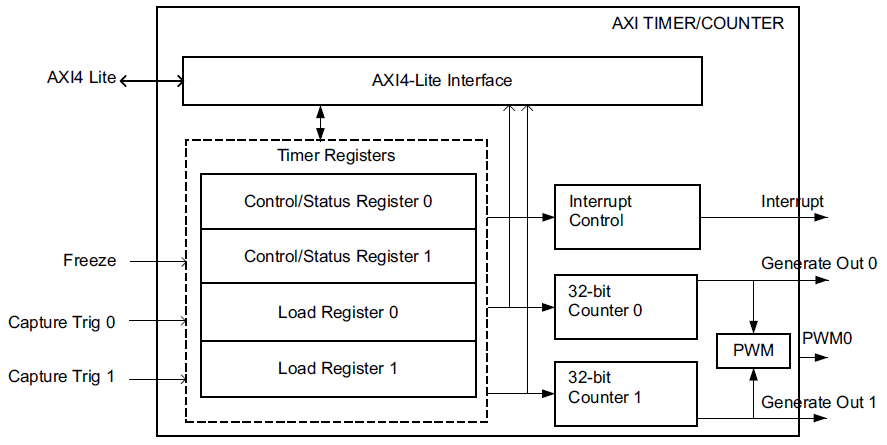 AXI TIMER/COUNTER
AXI4 Lite
AXI4-Lite Interface
Timer Registers
Control/Status Register 0
Control/Status Register 1
Load Register 0
Load Register 1
Freeze
Capture Trig 0
Capture Trig 1
Interrupt
Control
32-bit
Counter 0
32-bit
Counter 1
PWM
Interrupt
Generate Out 0
PWM0
Generate Out 1